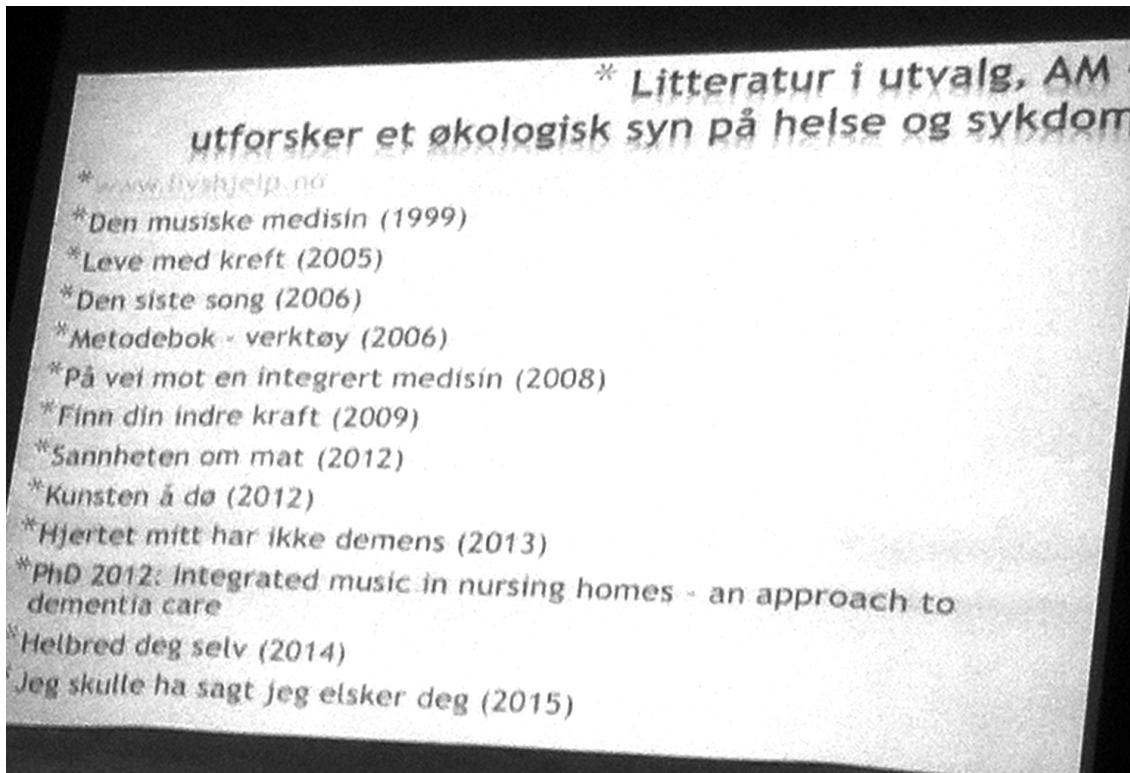 * Litteratur i utvalg, AM
utforsker et økologisk syn på helse og sykdom
*www.livshjelp.no
*Den musiske medisin (1999)
*Leve med kreft (2005)
*Den siste song (2006)
*Metodebok - verktøy (2006)
*På vei mot en integrert medisin (2008)
*Finn din indre kraft (2009)
*Sannheten om mat (2012)
*Kunsten å dø (2012)
*Hjertet mitt har ikke demens (2013)
*PhD 2012: Integrated music in nursing homes - an approach to
dementia care
*Helbred deg selv (2014)
*Jeg skulle ha sagt jeg elsker deg (2015)